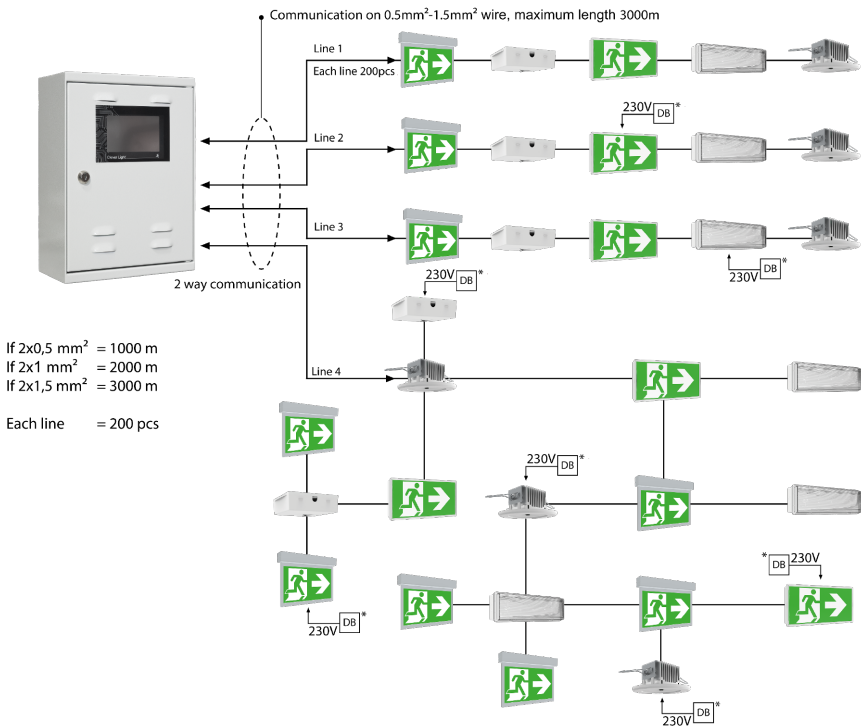 Communication on 0.5mm²-1.5mm² wire, maximum length 3000m
Line 1
Each line 200pcs
Line 2
230V DB *
Line 3
230V DB *
2 way communication
230V DB *
If 2x0,5 mm² = 1000 m
If 2x1 mm² = 2000 m
If 2x1,5 mm² = 3000 m
Each line = 200 pcs
Line 4
230V DB *
* DB 230V
230V DB *
230V DB *